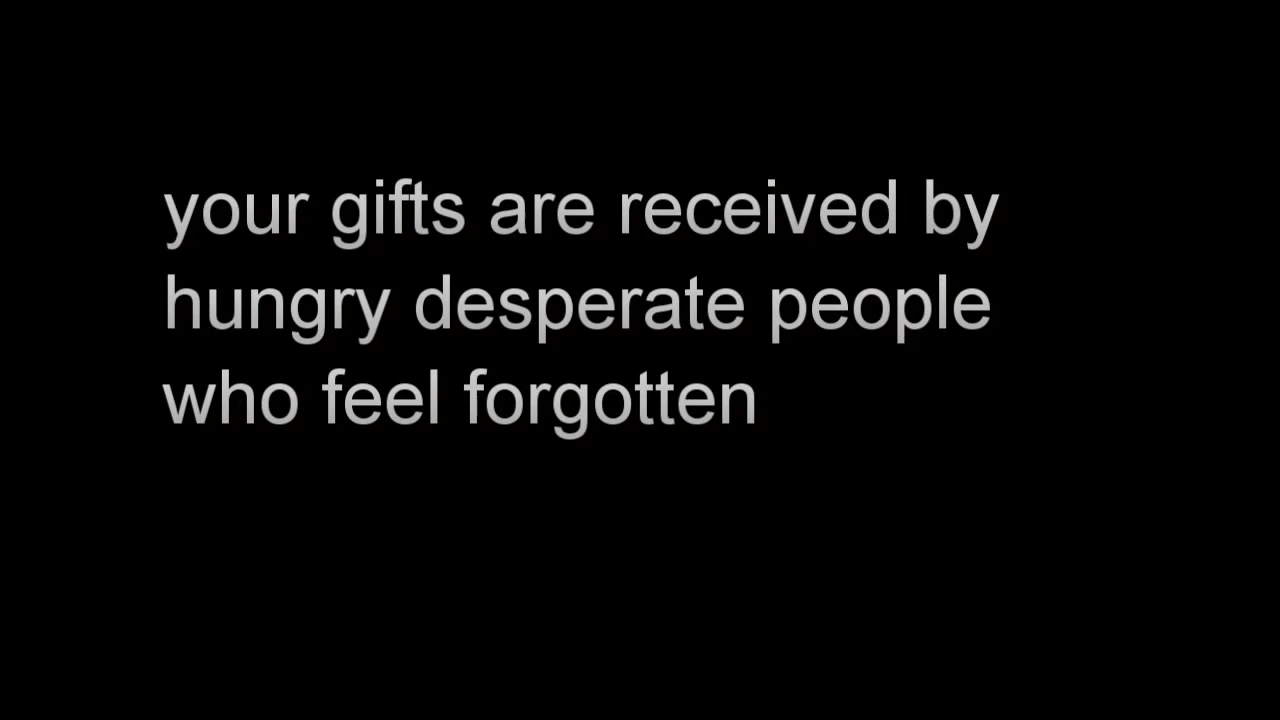 your gifts are received by
hungry desperate people
who feel forgotten